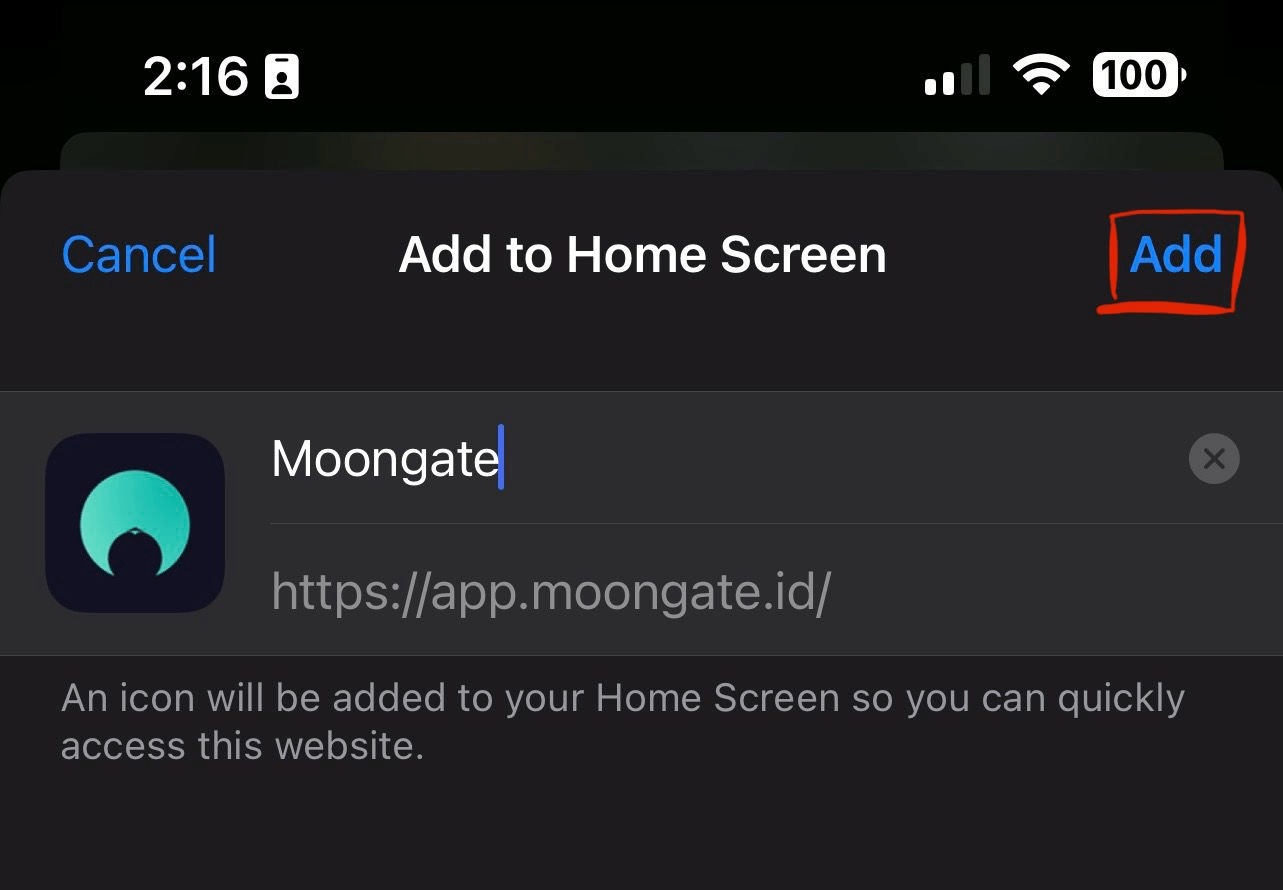 2:16
100
Cancel
Add to Home Screen
Add
Moongate
https://app.moongate.id/
An icon will be added to your Home Screen so you can quickly
access this website.